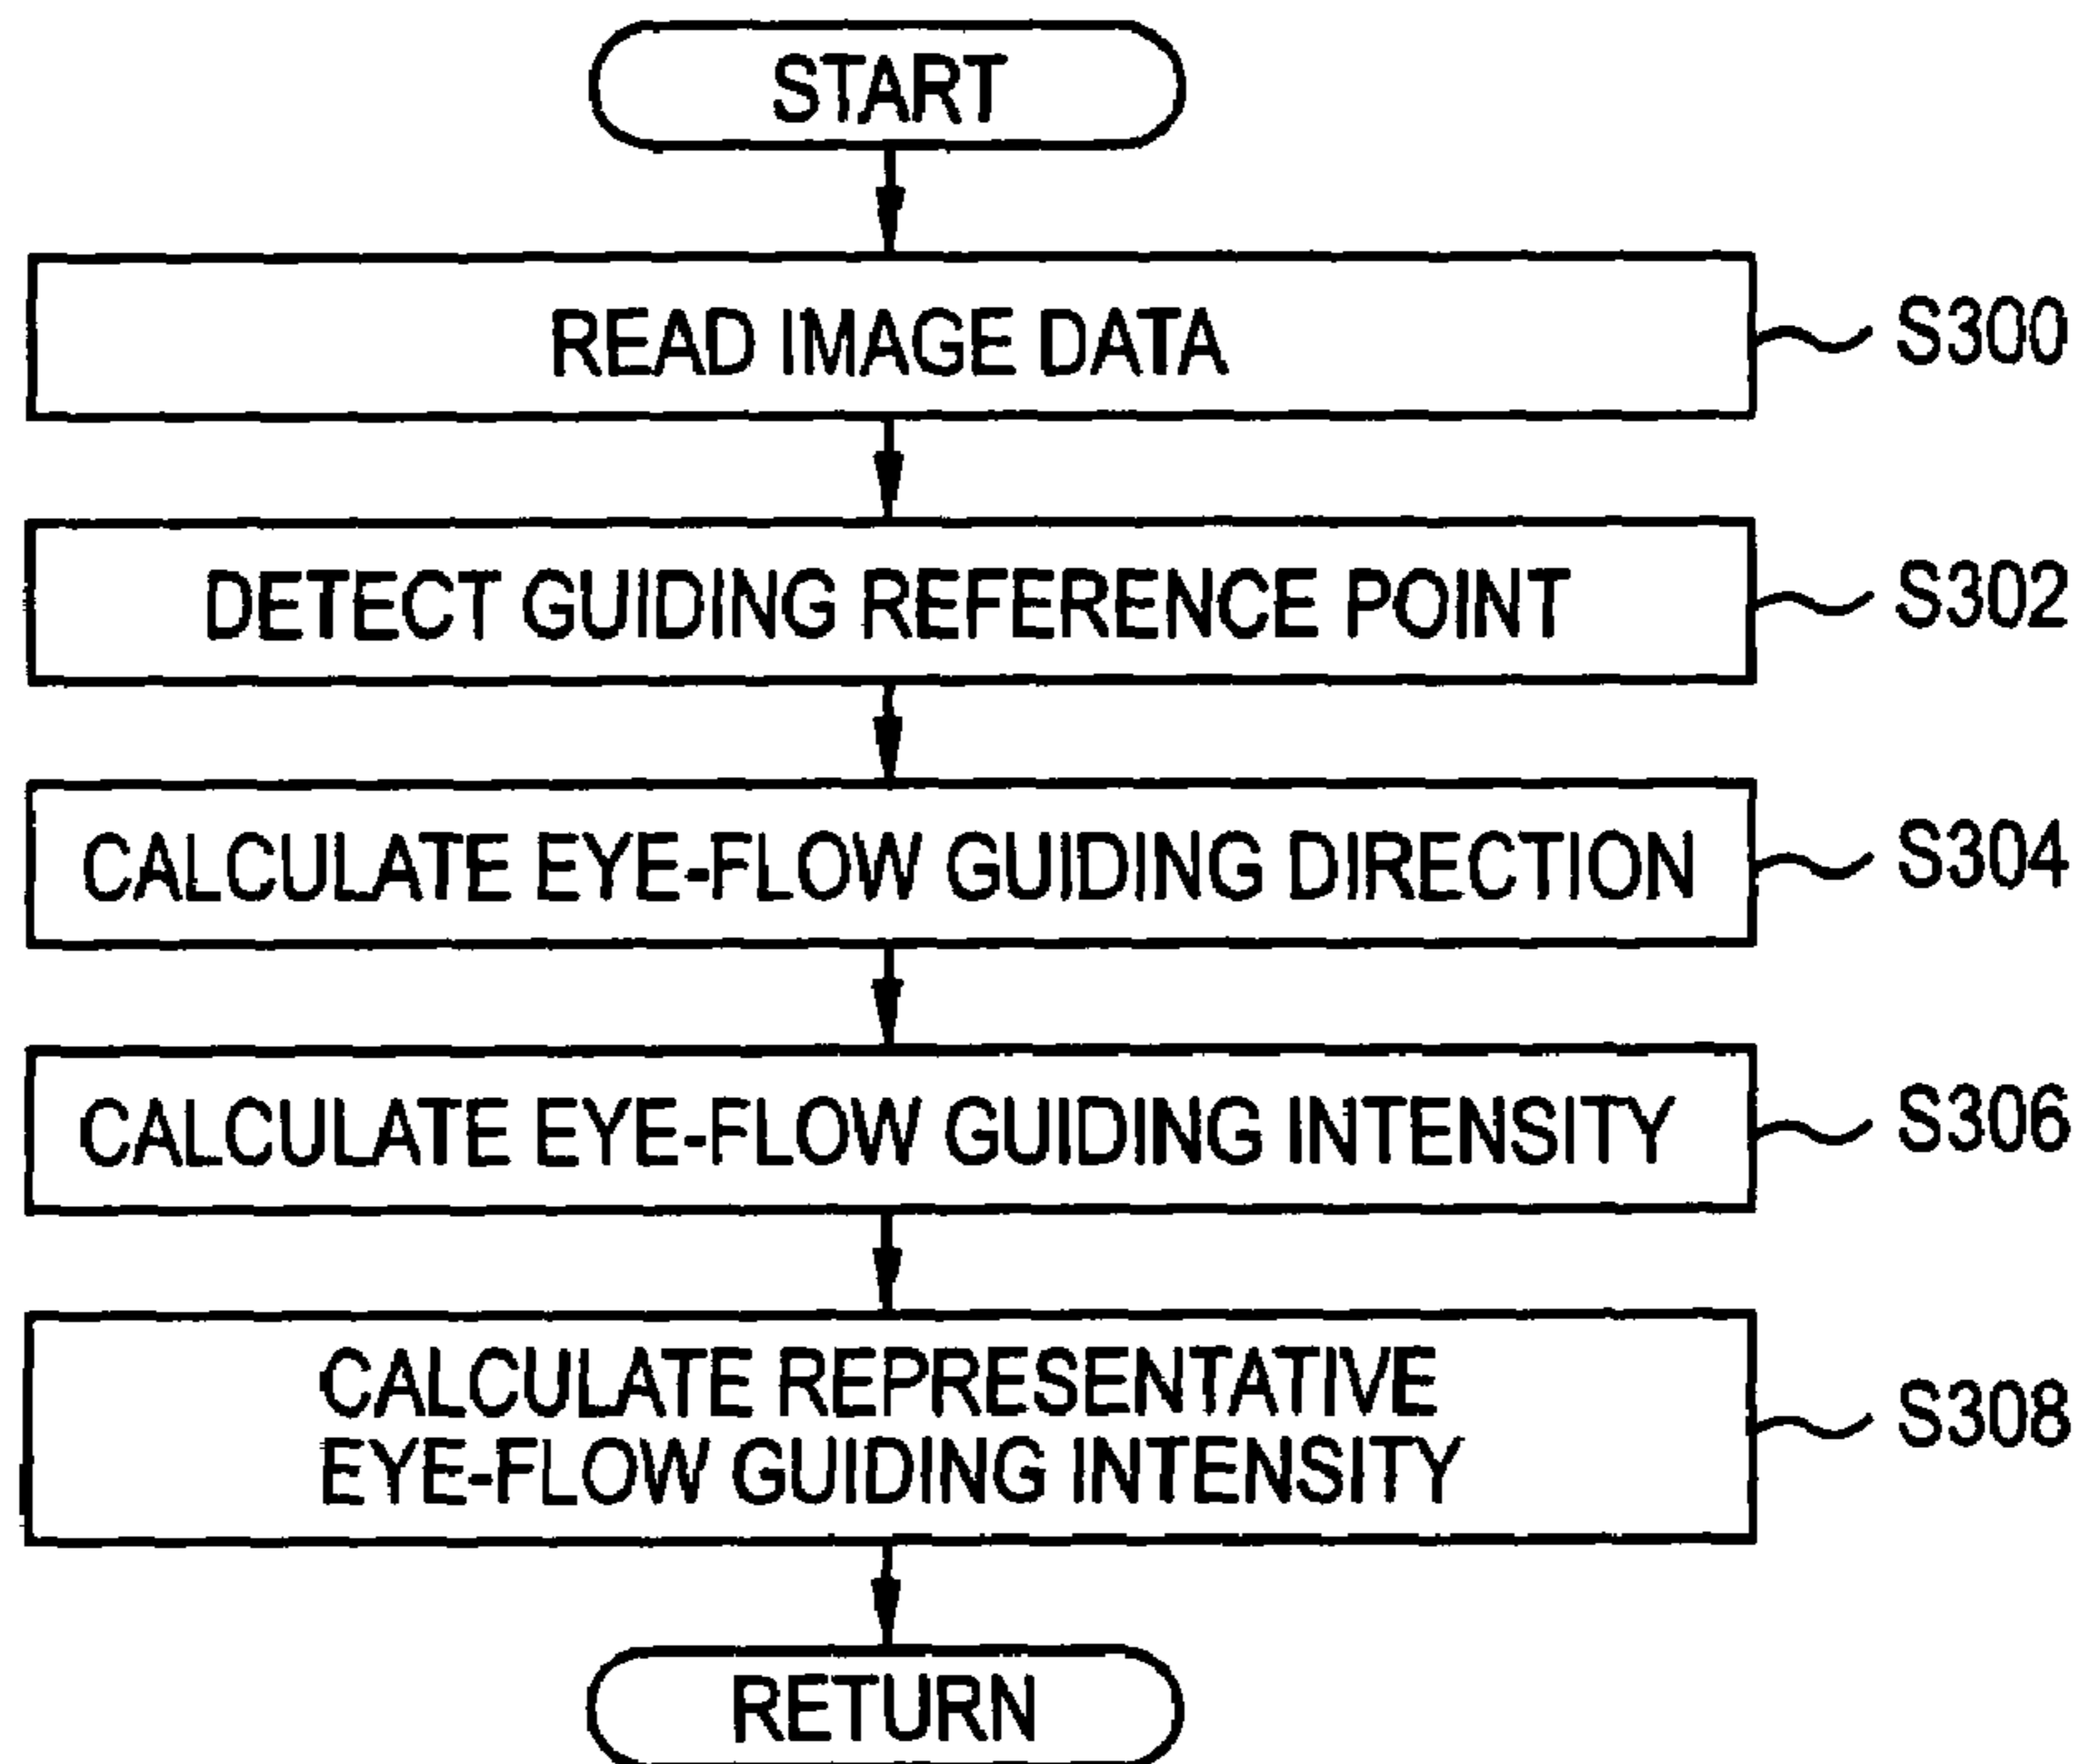 START
READ IMAGE DATA
S300
DETECT GUIDING REFERENCE POINT
S302
CALCULATE EYE-FLOW GUIDING DIRECTION
S304
CALCULATE EYE-FLOW GUIDING INTENSITY
S306
CALCULATE REPRESENTATIVE
EYE-FLOW GUIDING INTENSITY
S308
RETURN